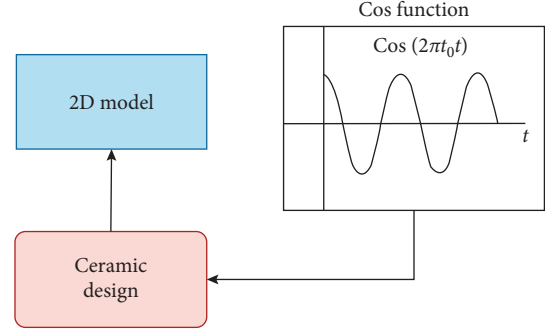 Cos function
Cos (2πt₀t)
2D model
t
Ceramic
design